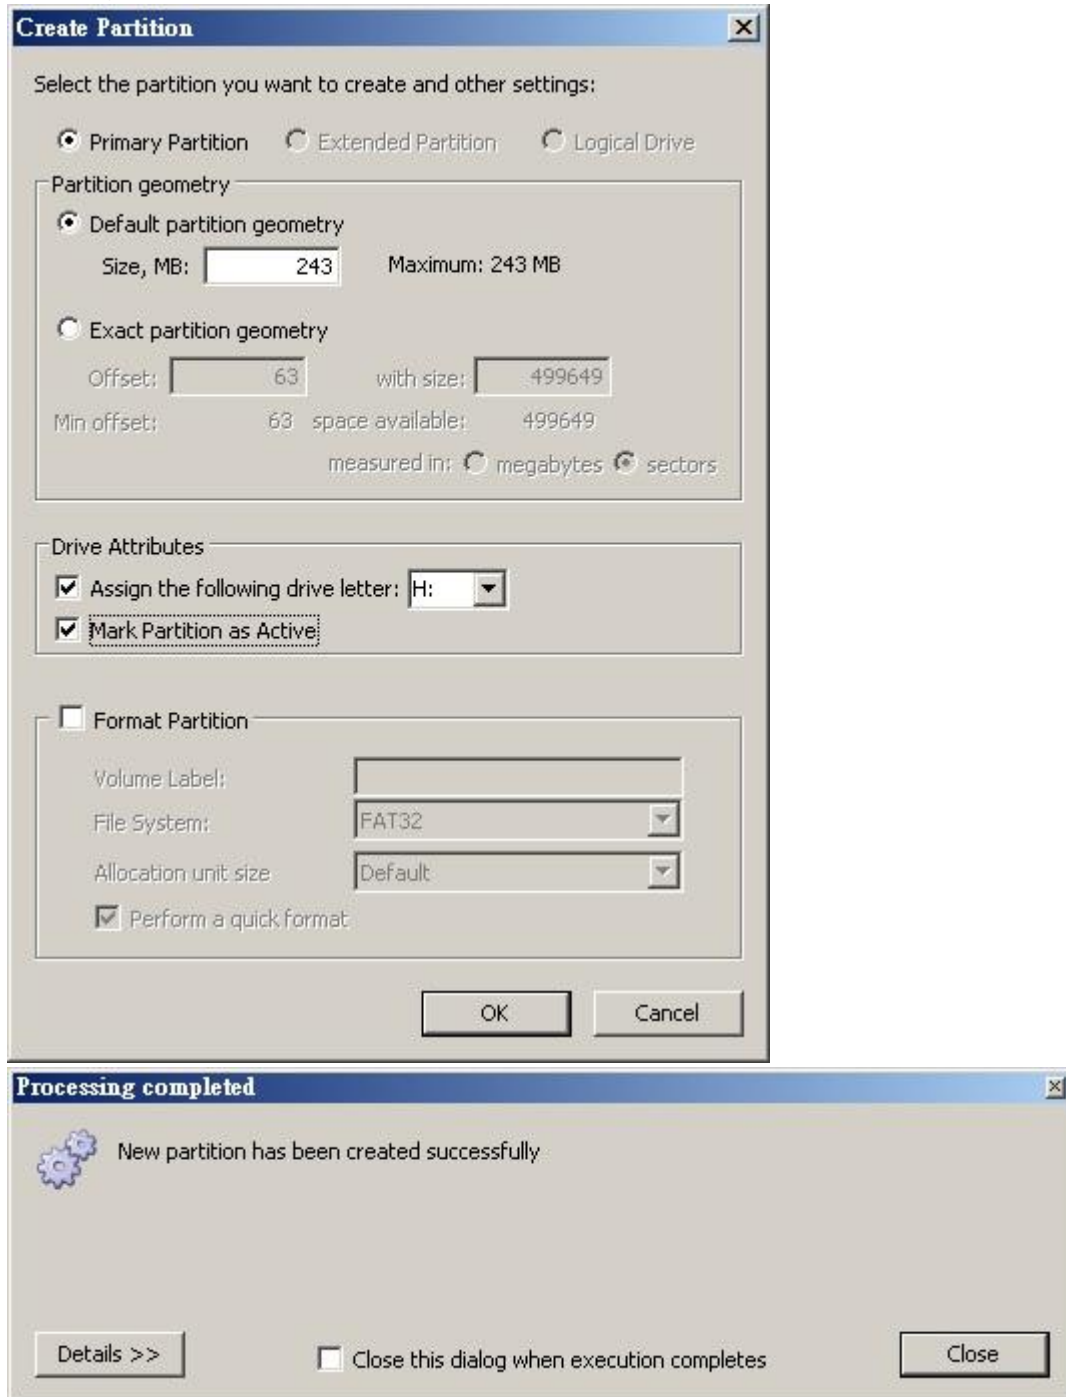 Create Partition
Select the partition you want to create and other settings:
Primary Partition Extended Partition Logical Drive
Partition geometry
Default partition geometry
Size, MB: 243 Maximum: 243 MB
Exact partition geometry
Offset: 63 with size: 499649
Min offset: 63 space available: 499649
measured in: megabytes sectors
Drive Attributes
Assign the following drive letter: H:
Mark Partition as Active
Format Partition
Volume Label:
File System: FAT32
Allocation unit size Default
Perform a quick format
OK Cancel
Processing completed
New partition has been created successfully
Details >> Close this dialog when execution completes Close